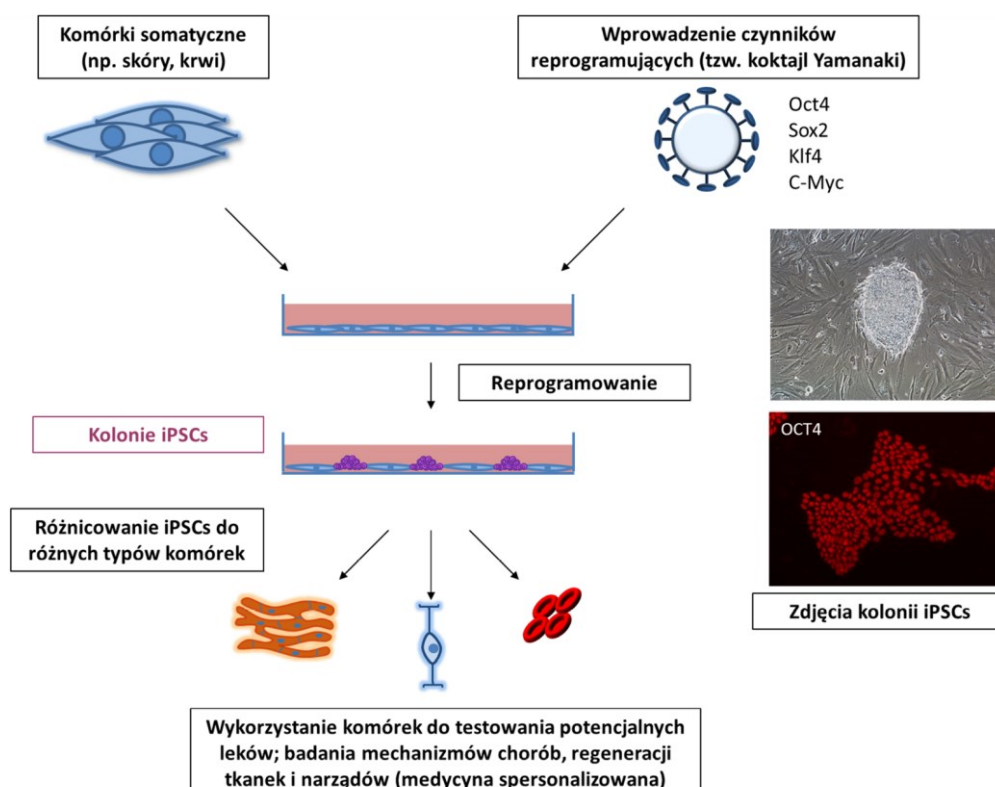 Komórki somatyczne
(np. skóry, krwi)
Wprowadzenie czynników
reprogramujących (tzw. koktajl Yamanaki)
Oct4
Sox2
Klf4
C-Myc
Reprogramowanie
Kolonie iPSCs
OCT4
Różnicowanie iPSCs do
różnych typów komórek
Zdjęcia kolonii iPSCs
Wykorzystanie komórek do testowania potencjalnych
leków; badania mechanizmów chorób, regeneracji
tkanek i narządów (medycyna spersonalizowana)